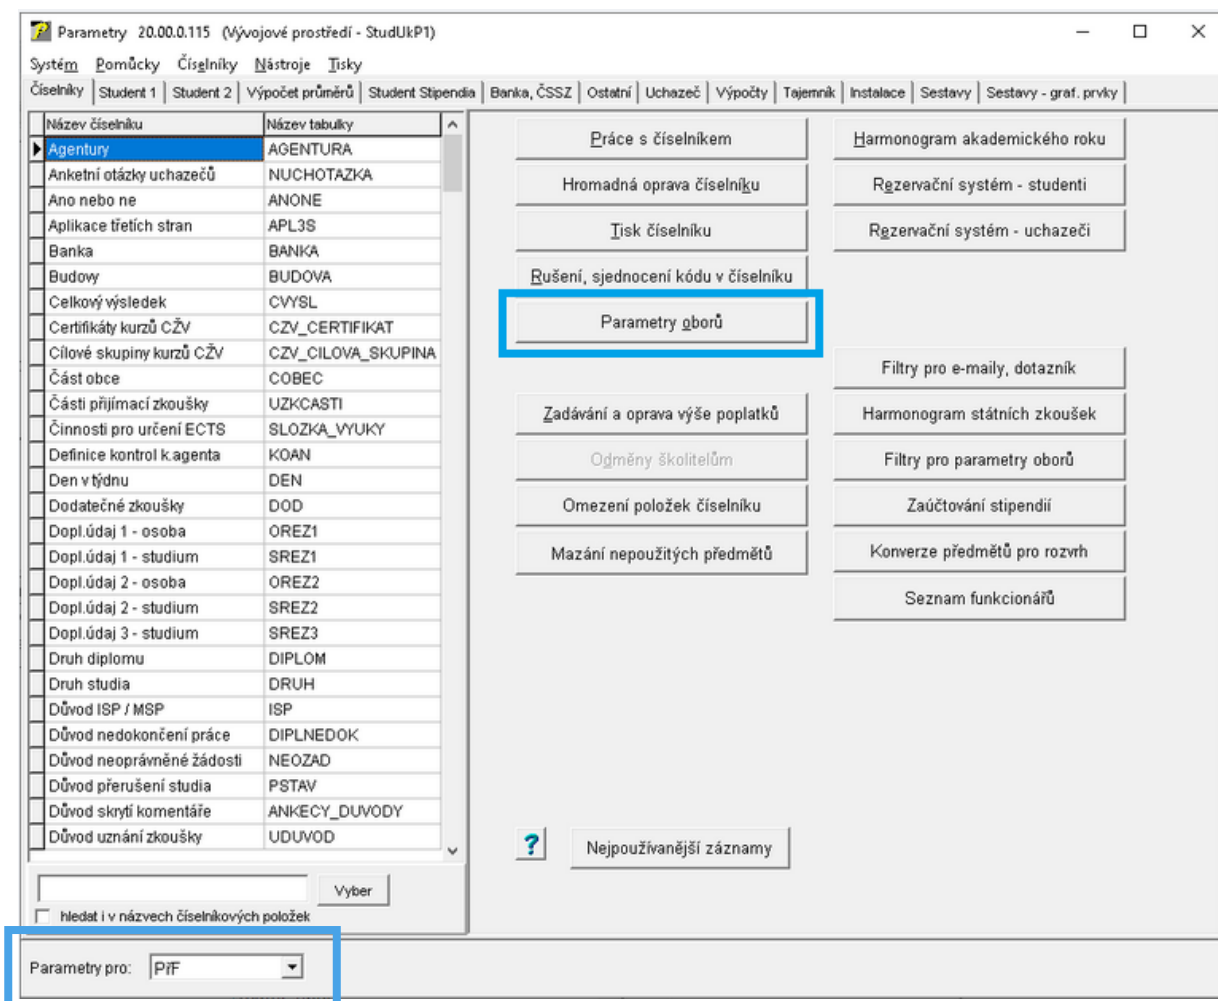 Parametry 20.00.0.115 (Vývojové prostředí - StudUkP1)
Systém Pomůcky Číselníky Nástroje Tisky
Číselníky Student 1 Student 2 Výpočet průměrů Student Stipendia Banka, ČSSZ Ostatní Uchazeč Výpočty Tajemník Instalace Sestavy Sestavy - graf. prvky
Název číselníku Název tabulky
Agentury AGENTURA
Anketní otázky uchazečů NUCHOTAZKA
Ano nebo ne ANONE
Aplikace třetích stran APL3S
Banka BANKA
Budovy BUDOVA
Celkový výsledek CVYSL
Certifikáty kurzů CŽV CZV_CERTIFIKAT
Cílové skupiny kurzů CŽV CZV_CILOVA_SKUPINA
Část obce COBEC
Části přijímací zkoušky UZKCASTI
Činnosti pro určení ECTS SLOZKA_VYUKY
Definice kontrol k.agenta KOAN
Den v týdnu DEN
Dodatečné zkoušky DOD
Dopl.údaj 1 - osoba OREZ1
Dopl.údaj 1 - studium SREZ1
Dopl.údaj 2 - osoba OREZ2
Dopl.údaj 2 - studium SREZ2
Dopl.údaj 3 - studium SREZ3
Druh diplomu DIPLOM
Druh studia DRUH
Důvod ISP / MSP ISP
Důvod nedokončení práce DIPLNEDOK
Důvod neoprávněné žádosti NEOZAD
Důvod přerušení studia PSTAV
Důvod skrytí komentáře ANKECY_DUVODY
Důvod uznání zkoušky UDUVOD
Vyber
hledat i v názvech číselníkových položek
Parametry pro: PřF
Práce s číselníkem
Hromadná oprava číselníku
Tisk číselníku
Rušení, sjednocení kódu v číselníku
Parametry oborů
Zadávání a oprava výše poplatků
Odměny školitelům
Omezení položek číselníku
Mazání nepoužitých předmětů
Harmonogram akademického roku
Rezervační systém - studenti
Rezervační systém - uchazeči
Filtry pro e-maily, dotazník
Harmonogram státních zkoušek
Filtry pro parametry oborů
Zaúčtování stipendií
Konverze předmětů pro rozvrh
Seznam funkcionářů
? Nejpoužívanější záznamy